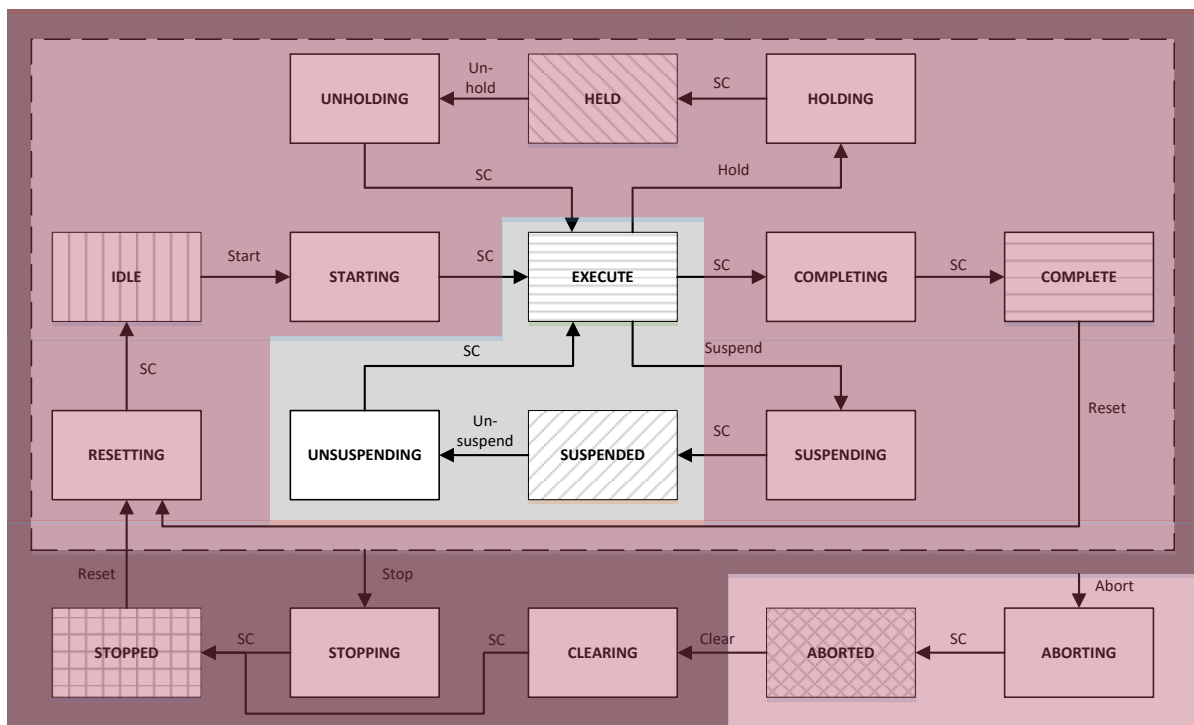 Un-
hold
SC
UNHOLDING
HELD
HOLDING
SC
Hold
Start
SC
SC
SC
IDLE
STARTING
EXECUTE
COMPLETING
COMPLETE
SC
Suspend
SC
Reset
Un-
suspend
SC
RESETTING
UNSUSPENDING
SUSPENDED
SUSPENDING
Reset
Stop
Abort
SC
SC
Clear
SC
STOPPED
STOPPING
CLEARING
ABORTED
ABORTING